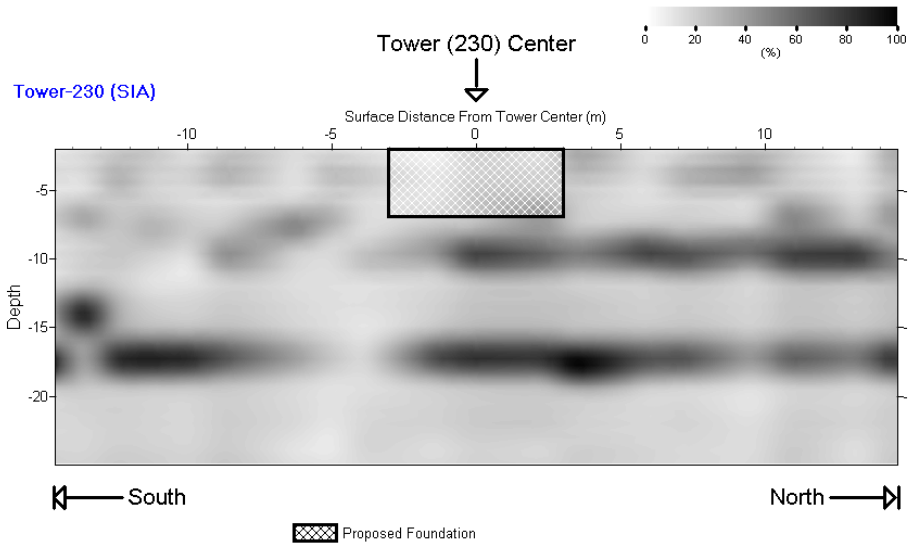 0 20 40 60 80 100
(%)
Tower (230) Center
Tower-230 (SIA)
Surface Distance From Tower Center (m)
-10 -5 0 5 10
Depth
-5
-10
-15
-20
South
North
Proposed Foundation